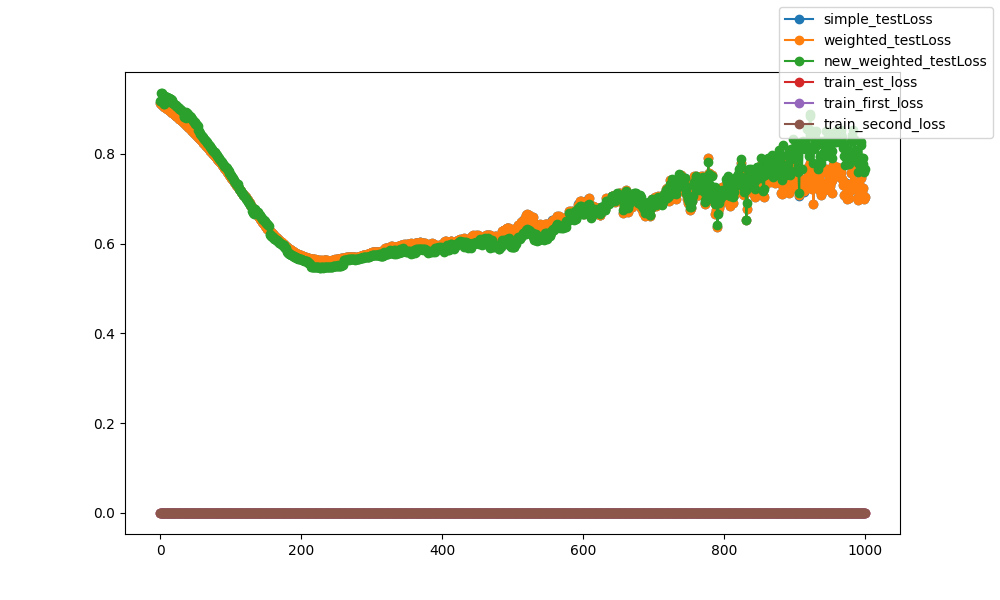 simple_testLoss
weighted_testLoss
new_weighted_testLoss
train_est_loss
train_first_loss
train_second_loss
0.8
0.6
0.4
0.2
0.0
0 200 400 600 800 1000